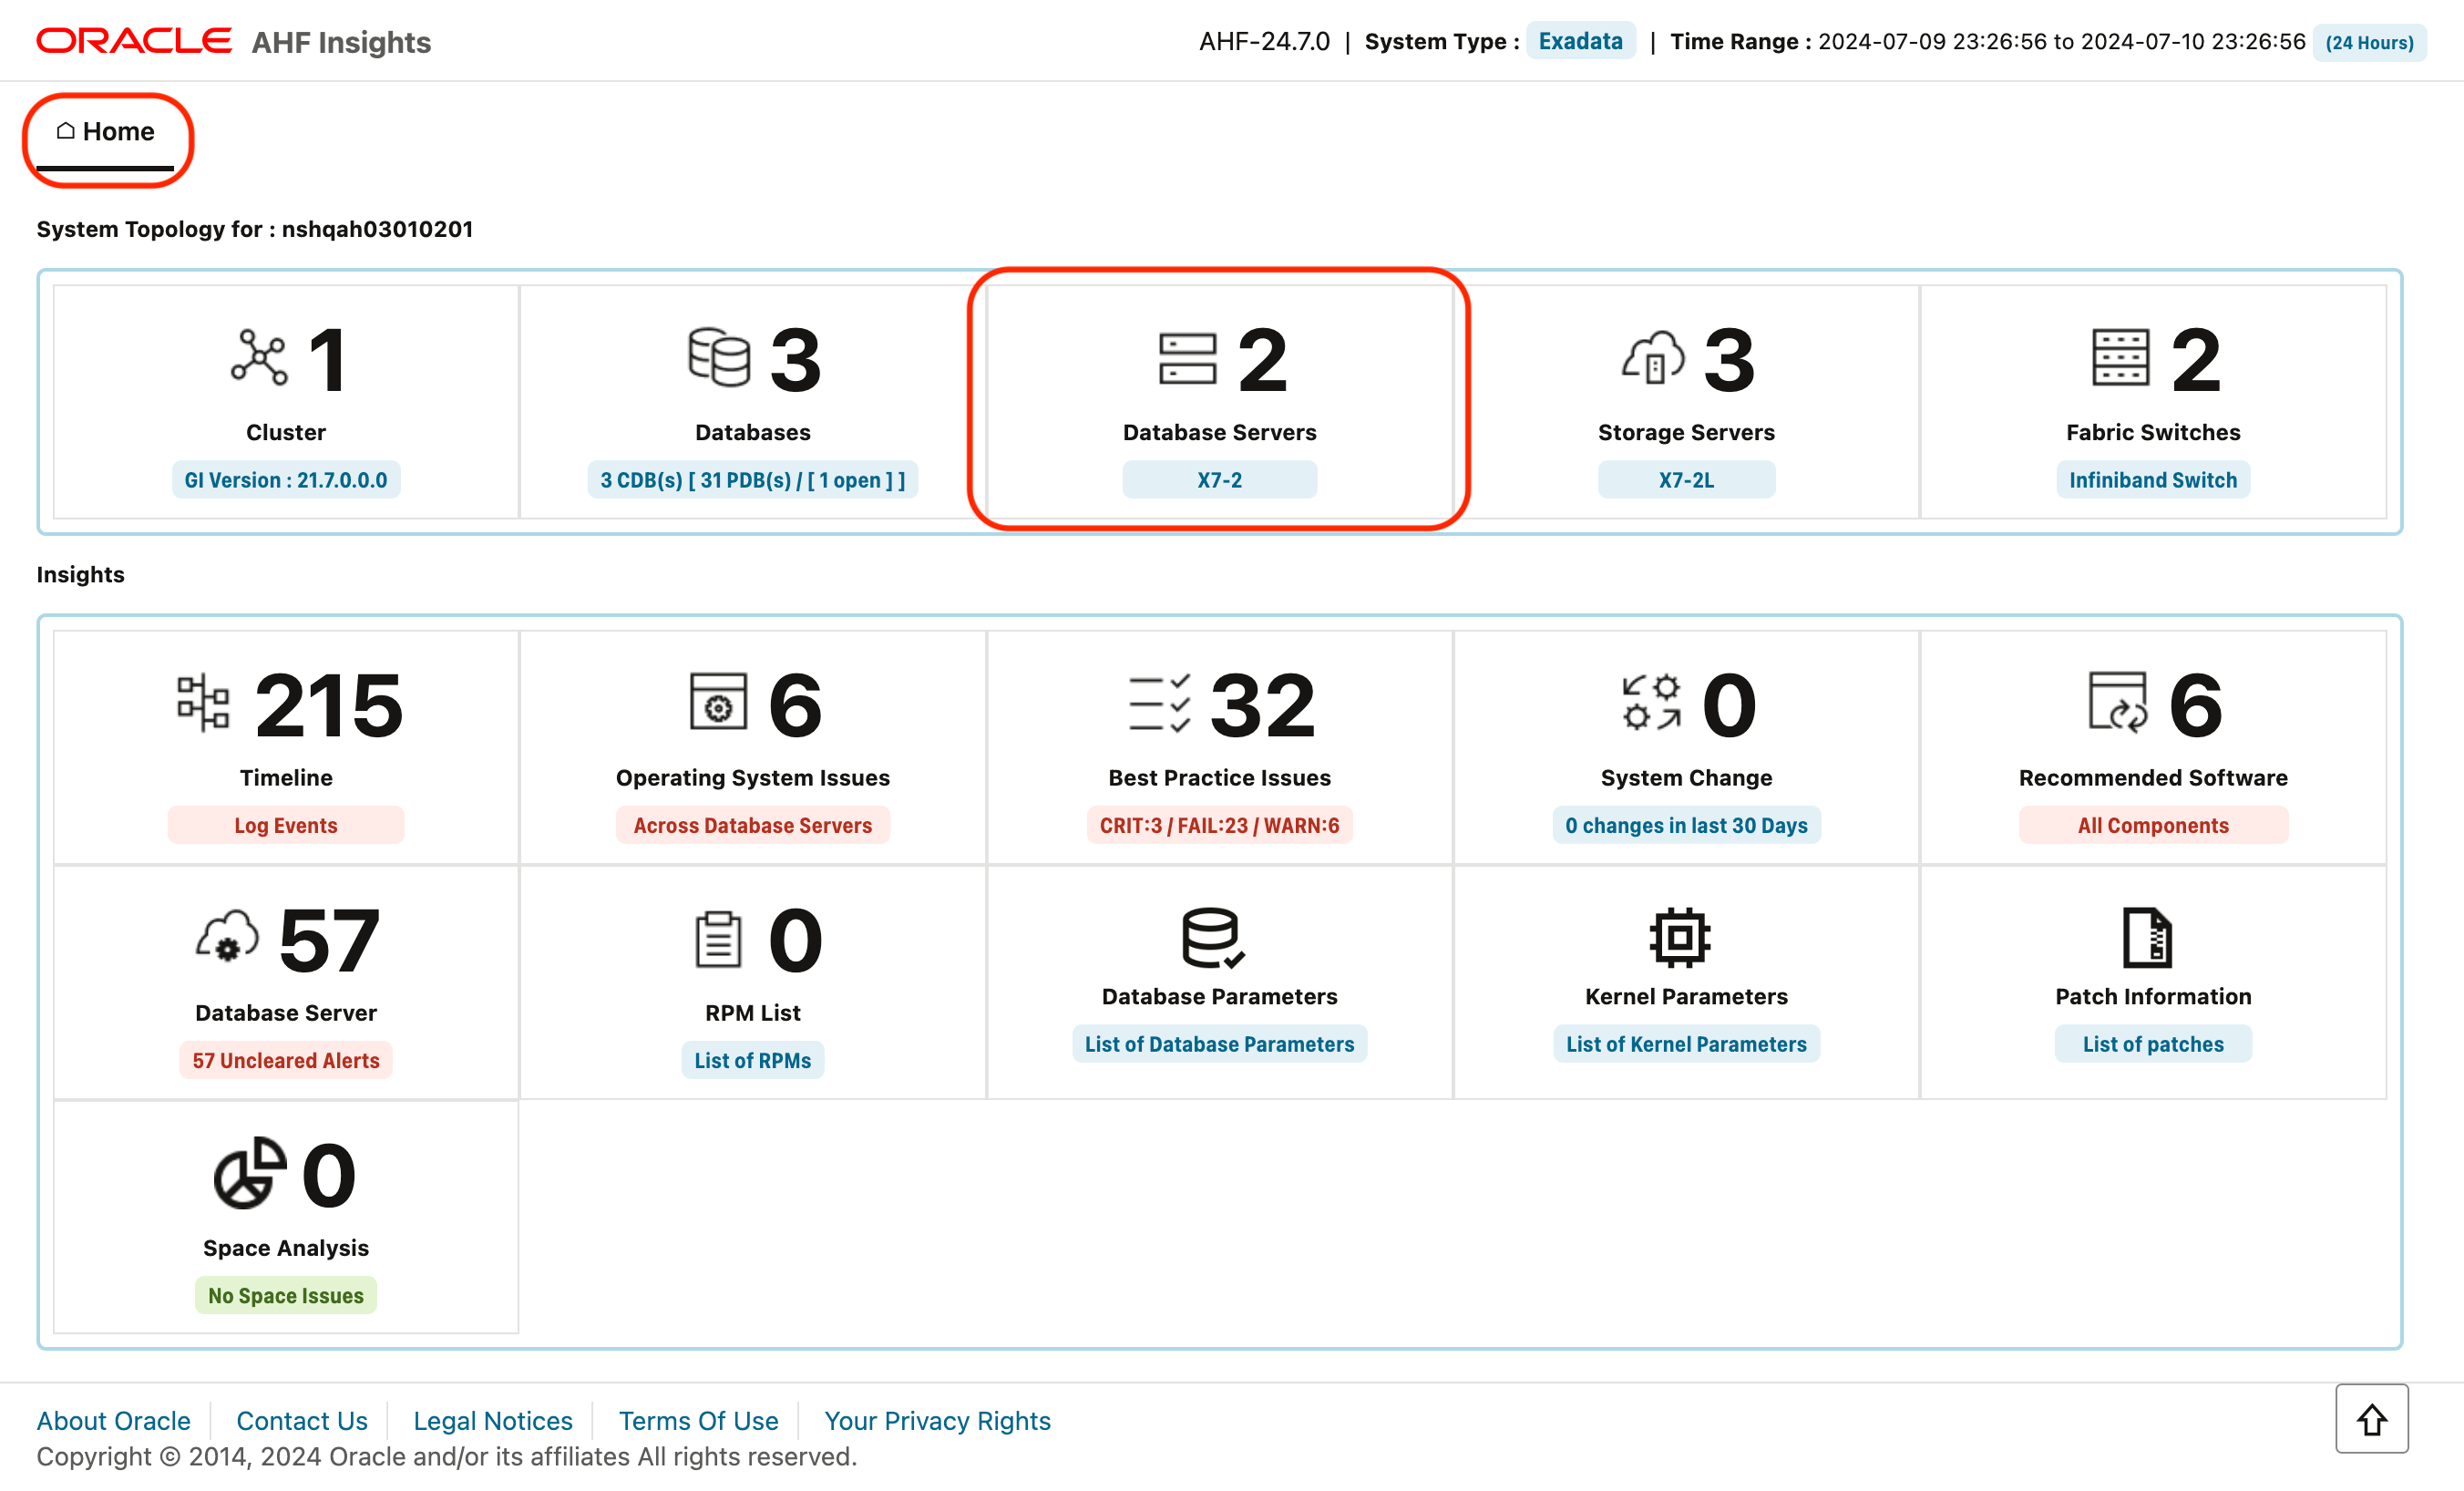 ORACLE AHF Insights
AHF-24.7.0 | System Type : Exadata | Time Range : 2024-07-09 23:26:56 to 2024-07-10 23:26:56 (24 Hours)
Home
System Topology for : nshqah03010201
1
Cluster
GI Version : 21.7.0.0.0
3
Databases
3 CDB(s) [ 31 PDB(s) / [ 1 open ] ]
2
Database Servers
X7-2
3
Storage Servers
X7-2L
2
Fabric Switches
Infiniband Switch
Insights
215
Timeline
Log Events
6
Operating System Issues
Across Database Servers
32
Best Practice Issues
CRIT:3 / FAIL:23 / WARN:6
0
System Change
0 changes in last 30 Days
6
Recommended Software
All Components
57
Database Server
57 Uncleared Alerts
0
RPM List
List of RPMs
Database Parameters
List of Database Parameters
Kernel Parameters
List of Kernel Parameters
Patch Information
List of patches
0
Space Analysis
No Space Issues
About Oracle
Contact Us
Legal Notices
Terms Of Use
Your Privacy Rights
Copyright © 2014, 2024 Oracle and/or its affiliates All rights reserved.